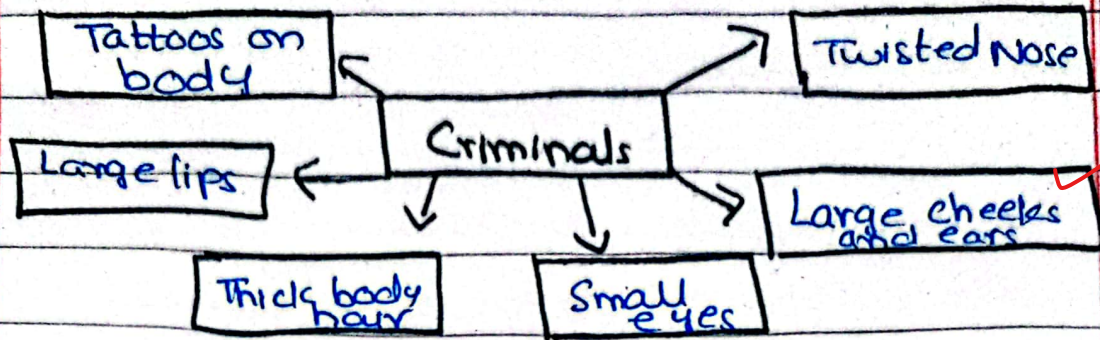 Tattoos on
body
Twisted Nose
Criminals
Large lips
Large cheeks
and ears
Thick body
hair
Small
eyes